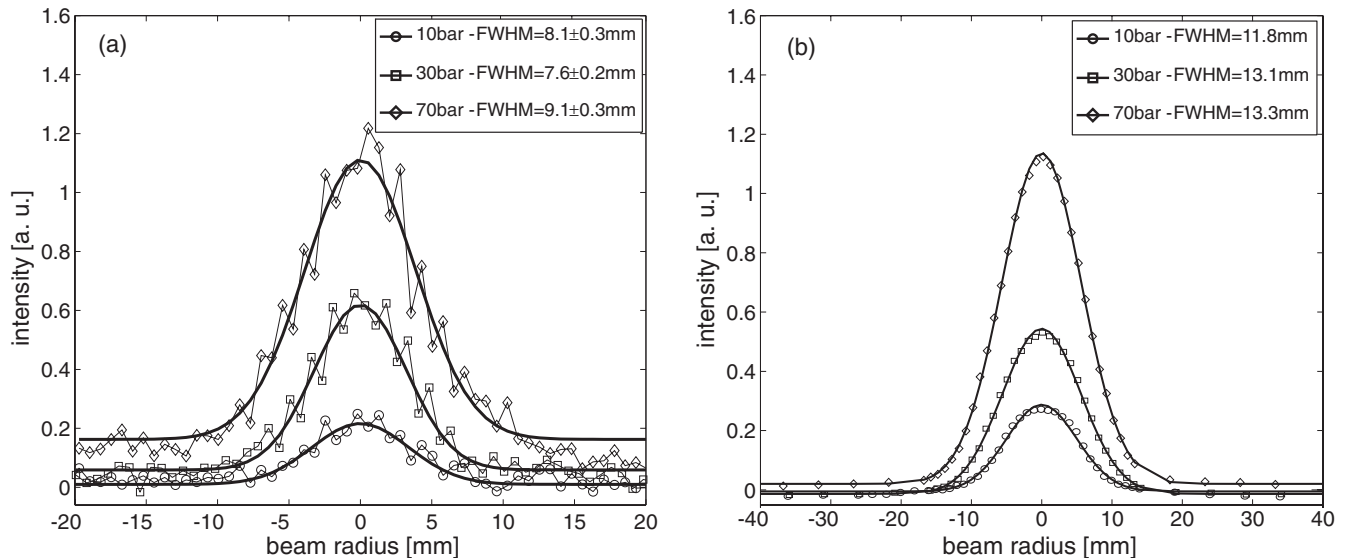 (a)
10bar -FWHM=8.1±0.3mm
30bar -FWHM=7.6±0.2mm
70bar -FWHM=9.1±0.3mm
1.6
1.4
1.2
1
0.8
0.6
0.4
0.2
0
intensity [a. u.]
-20 -15 -10 -5 0 5 10 15 20
beam radius [mm]
(b)
10bar -FWHM=11.8mm
30bar -FWHM=13.1mm
70bar -FWHM=13.3mm
1.6
1.4
1.2
1
0.8
0.6
0.4
0.2
0
intensity [a. u.]
-40 -30 -20 -10 0 10 20 30 40
beam radius [mm]